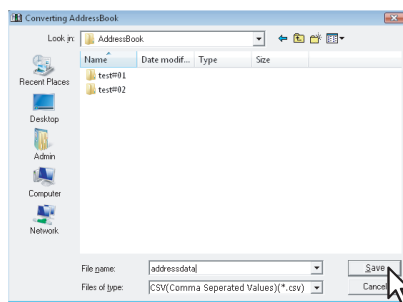 Converting AddressBook
Look in: AddressBook
Name Date modif... Type Size
test#01
test#02
Recent Places
Desktop
Admin
Computer
Network
File name: addressdata Save
Files of type: CSV(Comma Seperated Values)(*.csv) Cancel